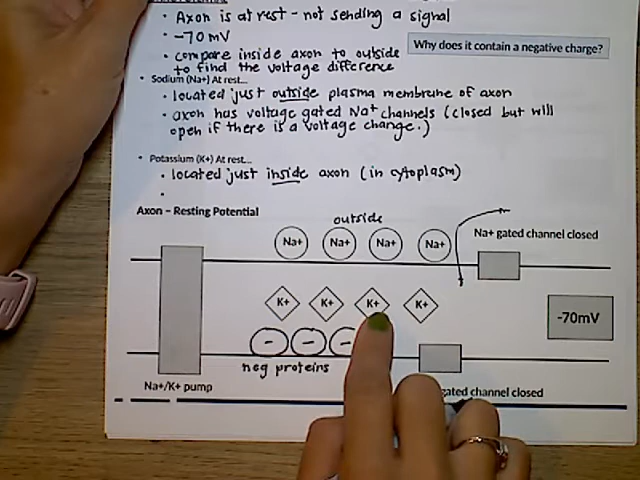 • Axon is at rest - not sending a signal
• -70 mV
• compare inside axon to outside
to find the voltage difference
Why does it contain a negative charge?
• Sodium (Na+) At rest...
• located just outside plasma membrane of axon
• axon has voltage gated Na+ channels (closed but will
open if there is a voltage change.)
• Potassium (K+) At rest...
• located just inside axon (in cytoplasm)
•
Axon – Resting Potential
outside
Na+ Na+ Na+ Na+
Na+ gated channel closed
K+ K+ K+ K+
-70mV
- - -
neg proteins
Na+/K+ pump
gated channel closed